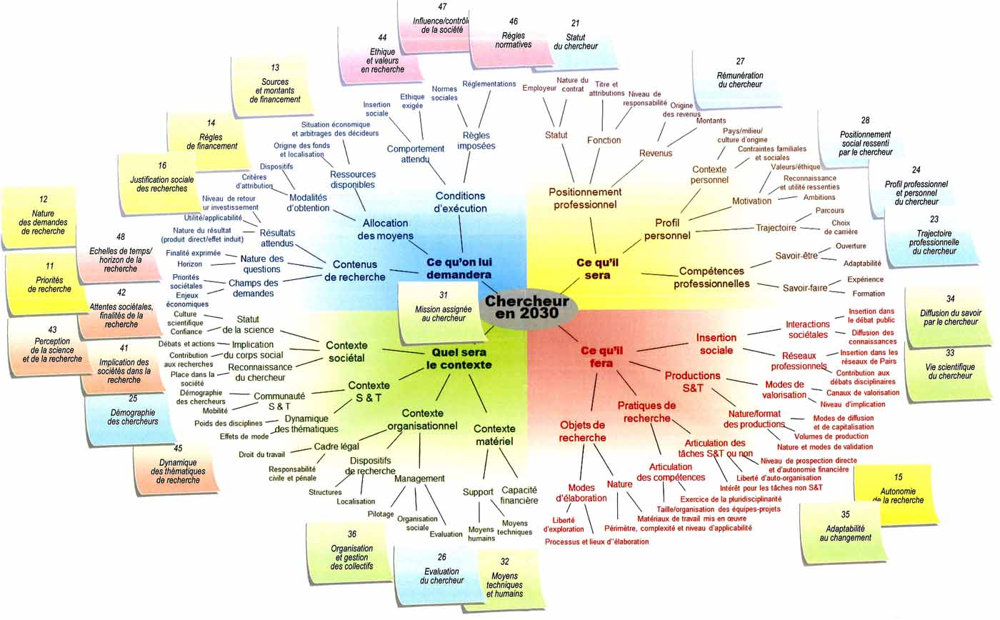 47
Influence/contrôl
de la société
46
Règles
normatives
21
Statut
du chercheur
44
Ethique
et valeurs
en recherche
27
Rémunération
du chercheur
13
Sources
et montants
de financement
14
Règles
de financement
16
Justification sociale
des recherches
12
Nature
des demandes
de recherche
48
Echelles de temps/
horizon de la
recherche
11
Priorités
de recherche
42
Attentes sociétales,
finalités de la
recherche
43
Perception
de la science
et de la recherche
41
Implication des
sociétés dans la
recherche
25
Démographie
des chercheurs
45
Dynamique
des thématiques
de recherche
36
Organisation
et gestion
des collectifs
26
Evaluation
du chercheur
32
Moyens
techniques
et humains
28
Positionnement
social ressenti
par le chercheur
24
Profil professionnel
et personnel
du chercheur
23
Trajectoire
professionnelle
du chercheur
34
Diffusion du savoir
par le chercheur
33
Vie scientifique
du chercheur
15
Autonomie
de la recherche
35
Adaptabilité
au changement
31
Mission assignée
au chercheur
Chercheur
en 2030
Ce qu'on lui
demandera
Conditions
d'exécution
Comportement
attendu
Insertion
sociale
Ethique
exigée
Règles
imposées
Normes
sociales
Réglementations
Allocation
des moyens
Ressources
disponibles
Situation économique
et arbitrages des décideurs
Origine des fonds
et localisation
Modalités
d'obtention
Dispositifs
Critères
d'attribution
Contenus
de recherche
Résultats
attendus
Niveau de retour
ur investissement
Utilité/applicabilité
Nature du résultat
(produit direct/effet induit)
Nature des
questions
Finalité exprimée
Horizon
Champs des
demandes
Priorités
sociétales
Enjeux
économiques
Ce qu'il
sera
Positionnement
professionnel
Statut
Employeur
Nature du
contrat
Fonction
Titre et
attributions
Niveau de
responsabilité
Revenus
Origine
des revenus
Montants
Profil
personnel
Contexte
personnel
Pays/milieu/
culture d'origine
Contraintes familiales
et sociales
Motivation
Valeurs/éthique
Reconnaissance
et utilité ressenties
Ambitions
Trajectoire
Parcours
Choix
de carrière
Compétences
professionnelles
Savoir-être
Ouverture
Adaptabilité
Savoir-faire
Expérience
Formation
Quel sera
le contexte
Contexte
sociétal
Statut
de la science
Culture
scientifique
Confiance
Implication
du corps social
Débats et actions
Contribution
aux recherches
Reconnaissance
du chercheur
Place dans la
société
Contexte
S & T
Communauté
S & T
Démographie
des chercheurs
Mobilité
Dynamique
des thématiques
Poids des disciplines
Effets de mode
Contexte
organisationnel
Cadre légal
Droit du travail
Responsabilité
civile et pénale
Dispositifs
de recherche
Structures
Localisation
Management
Pilotage
Organisation
sociale
Evaluation
Contexte
matériel
Support
Moyens
humains
Moyens
techniques
Capacité
financière
Ce qu'il
fera
Insertion
sociale
Interactions
sociétales
Insertion dans
le débat public
Diffusion des
connaissances
Réseaux
professionnels
Insertion dans les
réseaux de Pairs
Contribution aux
débats disciplinaires
Productions
S&T
Modes de
valorisation
Canaux de valorisation
Niveau d'implication
Nature/format
des productions
Modes de diffusion
et de capitalisation
Volumes de production
Nature et modes de validation
Pratiques de
recherche
Articulation des
tâches S&T ou non
Niveau de prospection directe
et d'autonomie financière
Liberté d'auto-organisation
Intérêt pour les tâches non S&T
Articulation
des compétences
Exercice de la pluridisciplinarité
Taille/organisation des équipes-projets
Objets de
recherche
Nature
Matériaux de travail mis en œuvre
Périmètre, complexité et niveau d'applicabilité
Modes
d'élaboration
Liberté
d'exploration
Processus et lieux d''élaboration